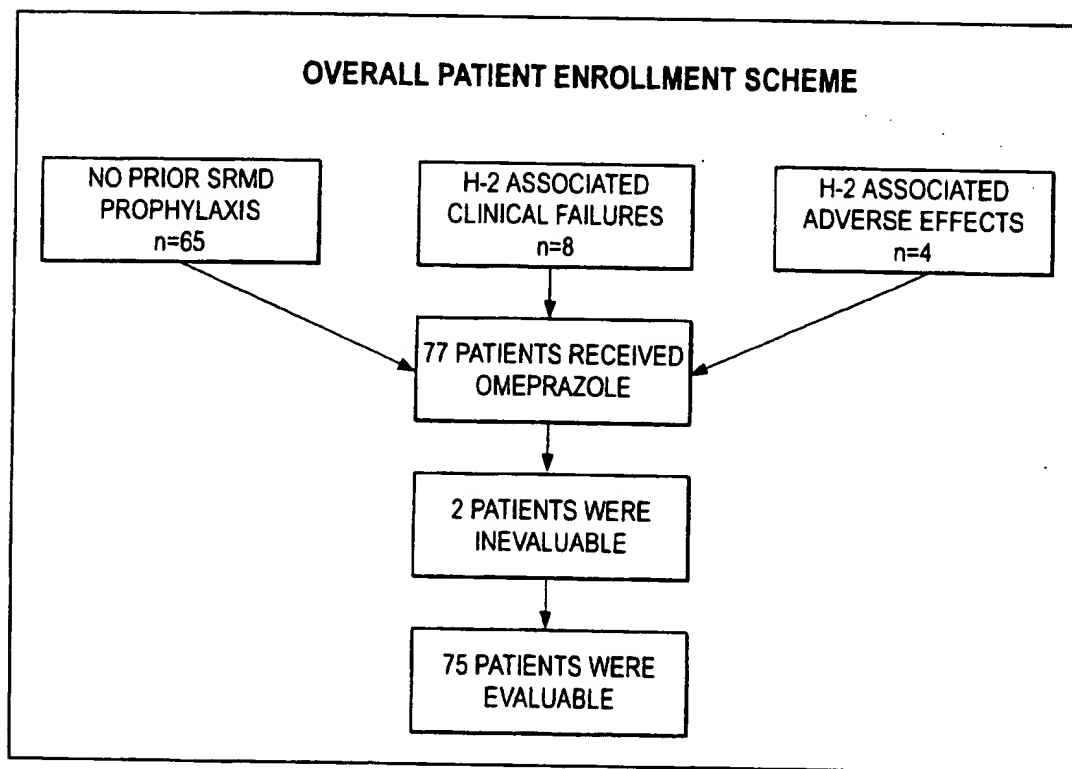 OVERALL PATIENT ENROLLMENT SCHEME
NO PRIOR SRMD
PROPHYLAXIS
n=65
H-2 ASSOCIATED
CLINICAL FAILURES
n=8
H-2 ASSOCIATED
ADVERSE EFFECTS
n=4
77 PATIENTS RECEIVED
OMEPRAZOLE
2 PATIENTS WERE
INEVALUABLE
75 PATIENTS WERE
EVALUABLE